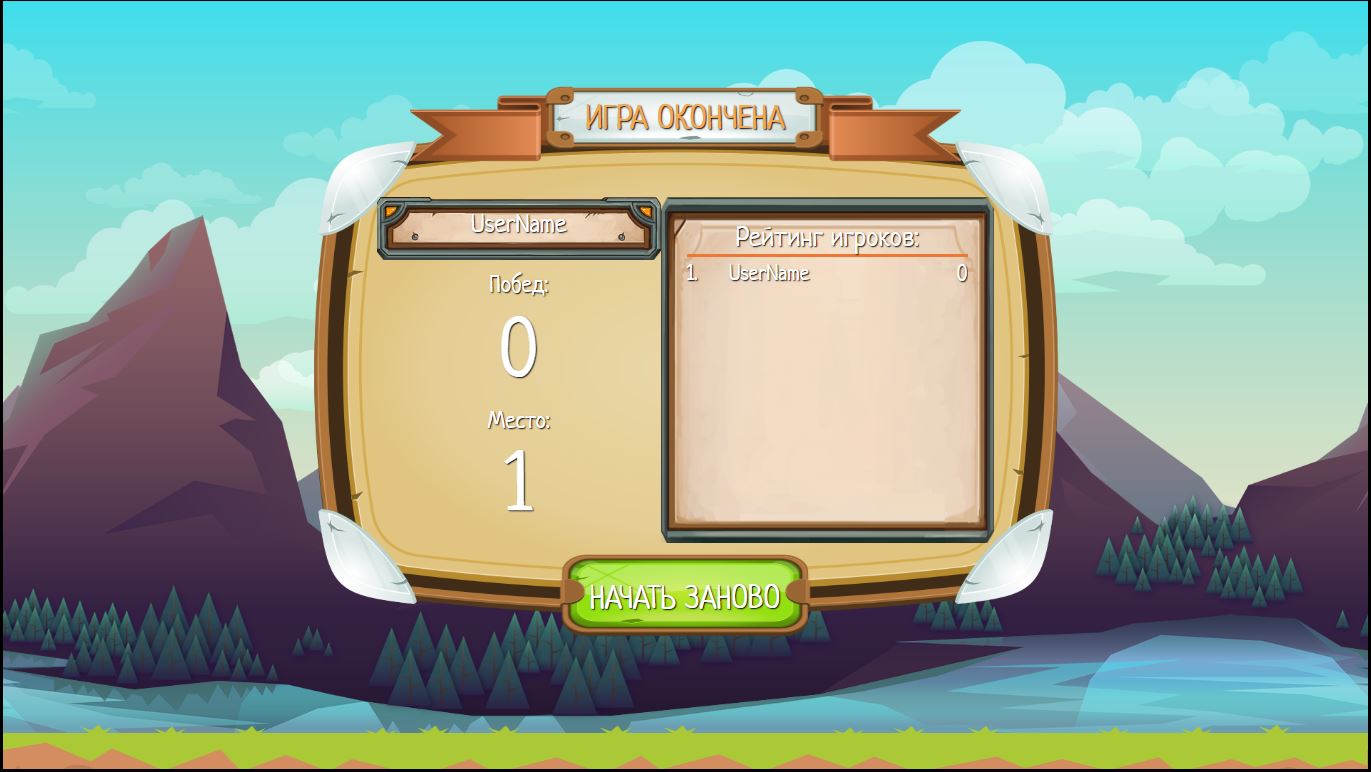 ИГРА ОКОНЧЕНА
UserName
Побед:
0
Место:
1
Рейтинг игроков:
1. UserName 0
НАЧАТЬ ЗАНОВО